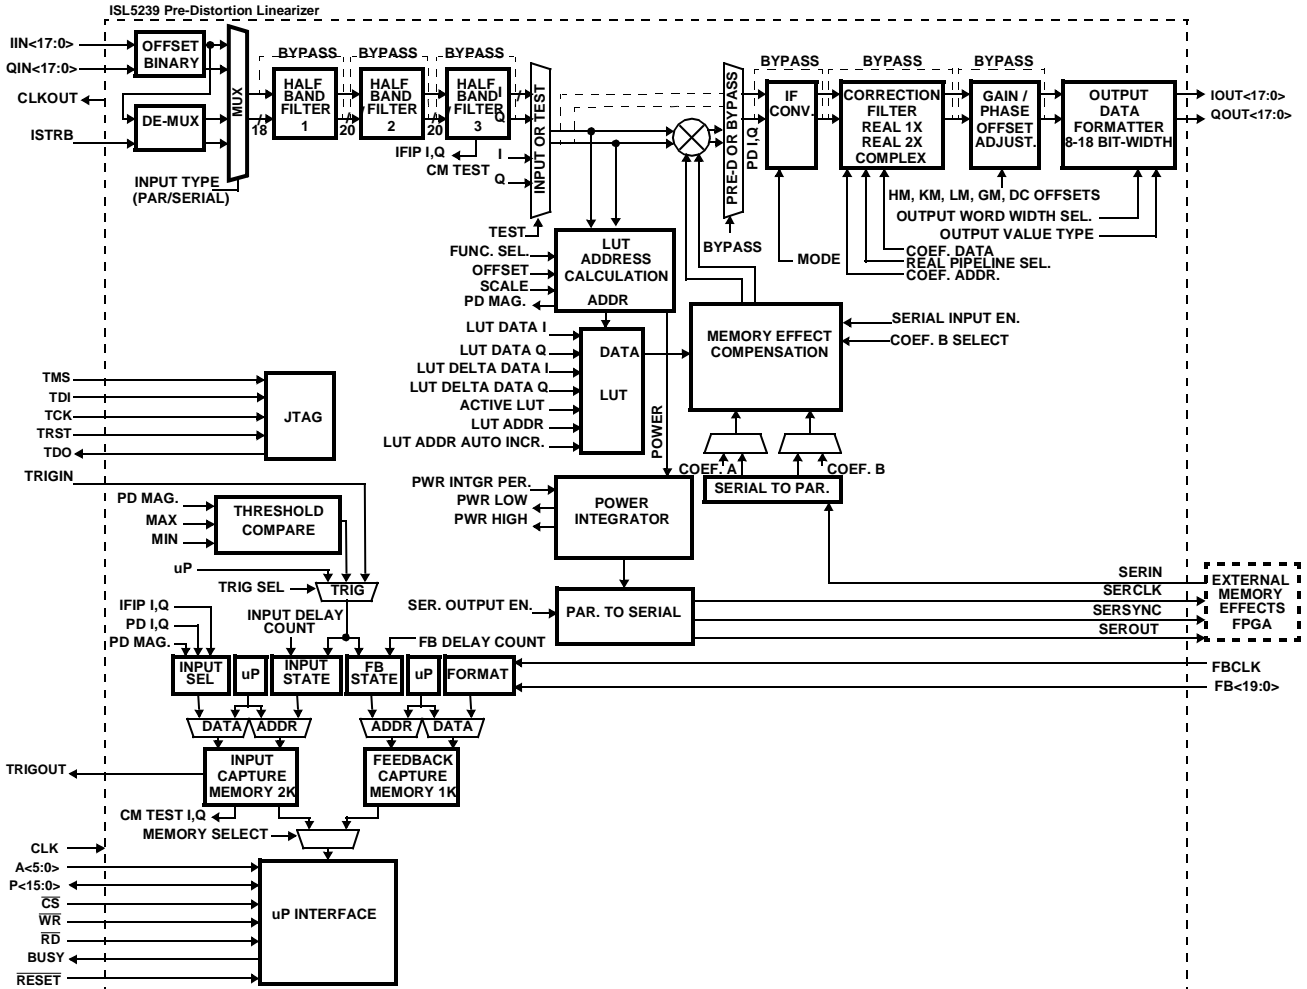 ISL5239 Pre-Distortion Linearizer
IIN<17:0>
QIN<17:0>
CLKOUT
ISTRB
OFFSET
BINARY
DE-MUX
MUX
INPUT TYPE
(PAR/SERIAL)
18
BYPASS
HALF
BAND
FILTER
1
20
BYPASS
HALF
BAND
FILTER
2
20
BYPASS
HALF
BAND
FILTER
3
I
Q
IFIP I,Q
CM TEST
I
Q
INPUT OR TEST
TEST
PRE-D OR BYPASS
PD I,Q
BYPASS
BYPASS
IF
CONV.
MODE
BYPASS
CORRECTION
FILTER
REAL 1X
REAL 2X
COMPLEX
BYPASS
GAIN /
PHASE
OFFSET
ADJUST.
OUTPUT
DATA
FORMATTER
8-18 BIT-WIDTH
IOUT<17:0>
QOUT<17:0>
HM, KM, LM, GM, DC OFFSETS
OUTPUT WORD WIDTH SEL.
OUTPUT VALUE TYPE
COEF. DATA
REAL PIPELINE SEL.
COEF. ADDR.
FUNC. SEL.
OFFSET
SCALE
PD MAG.
LUT
ADDRESS
CALCULATION
ADDR
LUT DATA I
LUT DATA Q
LUT DELTA DATA I
LUT DELTA DATA Q
ACTIVE LUT
LUT ADDR
LUT ADDR AUTO INCR.
DATA
LUT
POWER
MEMORY EFFECT
COMPENSATION
SERIAL INPUT EN.
COEF. B SELECT
COEF. A
COEF. B
SERIAL TO PAR.
TMS
TDI
TCK
TRST
TDO
JTAG
TRIGIN
PD MAG.
MAX
MIN
THRESHOLD
COMPARE
uP
TRIG SEL
TRIG
PWR INTGR PER.
PWR LOW
PWR HIGH
POWER
INTEGRATOR
SER. OUTPUT EN.
PAR. TO SERIAL
SERIN
SERCLK
SERSYNC
SEROUT
EXTERNAL
MEMORY
EFFECTS
FPGA
IFIP I,Q
PD I,Q
PD MAG.
INPUT DELAY
COUNT
FB DELAY COUNT
INPUT
SEL
uP
INPUT
STATE
FB
STATE
uP
FORMAT
FBCLK
FB<19:0>
DATA
ADDR
ADDR
DATA
INPUT
CAPTURE
MEMORY 2K
FEEDBACK
CAPTURE
MEMORY 1K
TRIGOUT
CM TEST I,Q
MEMORY SELECT
CLK
A<5:0>
P<15:0>
CS
WR
RD
BUSY
RESET
uP INTERFACE